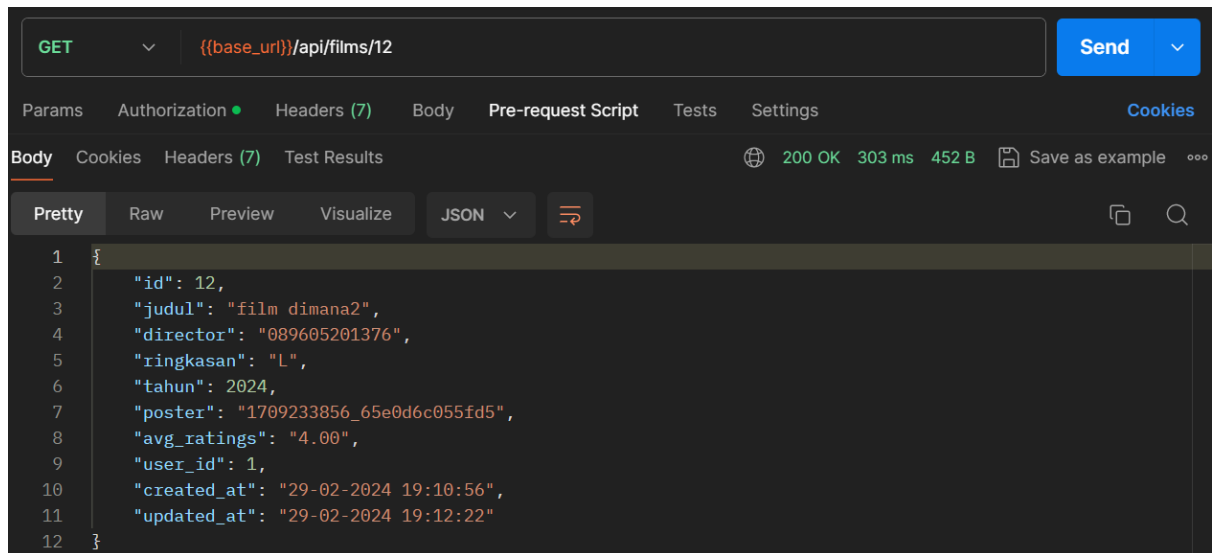 GET {{base_url}}/api/films/12 Send
Params Authorization Headers (7) Body Pre-request Script Tests Settings Cookies
Body Cookies Headers (7) Test Results 200 OK 303 ms 452 B Save as example
Pretty Raw Preview Visualize JSON
1 {
2 "id": 12,
3 "judul": "film dimana2",
4 "director": "089605201376",
5 "ringkasan": "L",
6 "tahun": 2024,
7 "poster": "1709233856_65e0d6c055fd5",
8 "avg_ratings": "4.00",
9 "user_id": 1,
10 "created_at": "29-02-2024 19:10:56",
11 "updated_at": "29-02-2024 19:12:22"
12 }